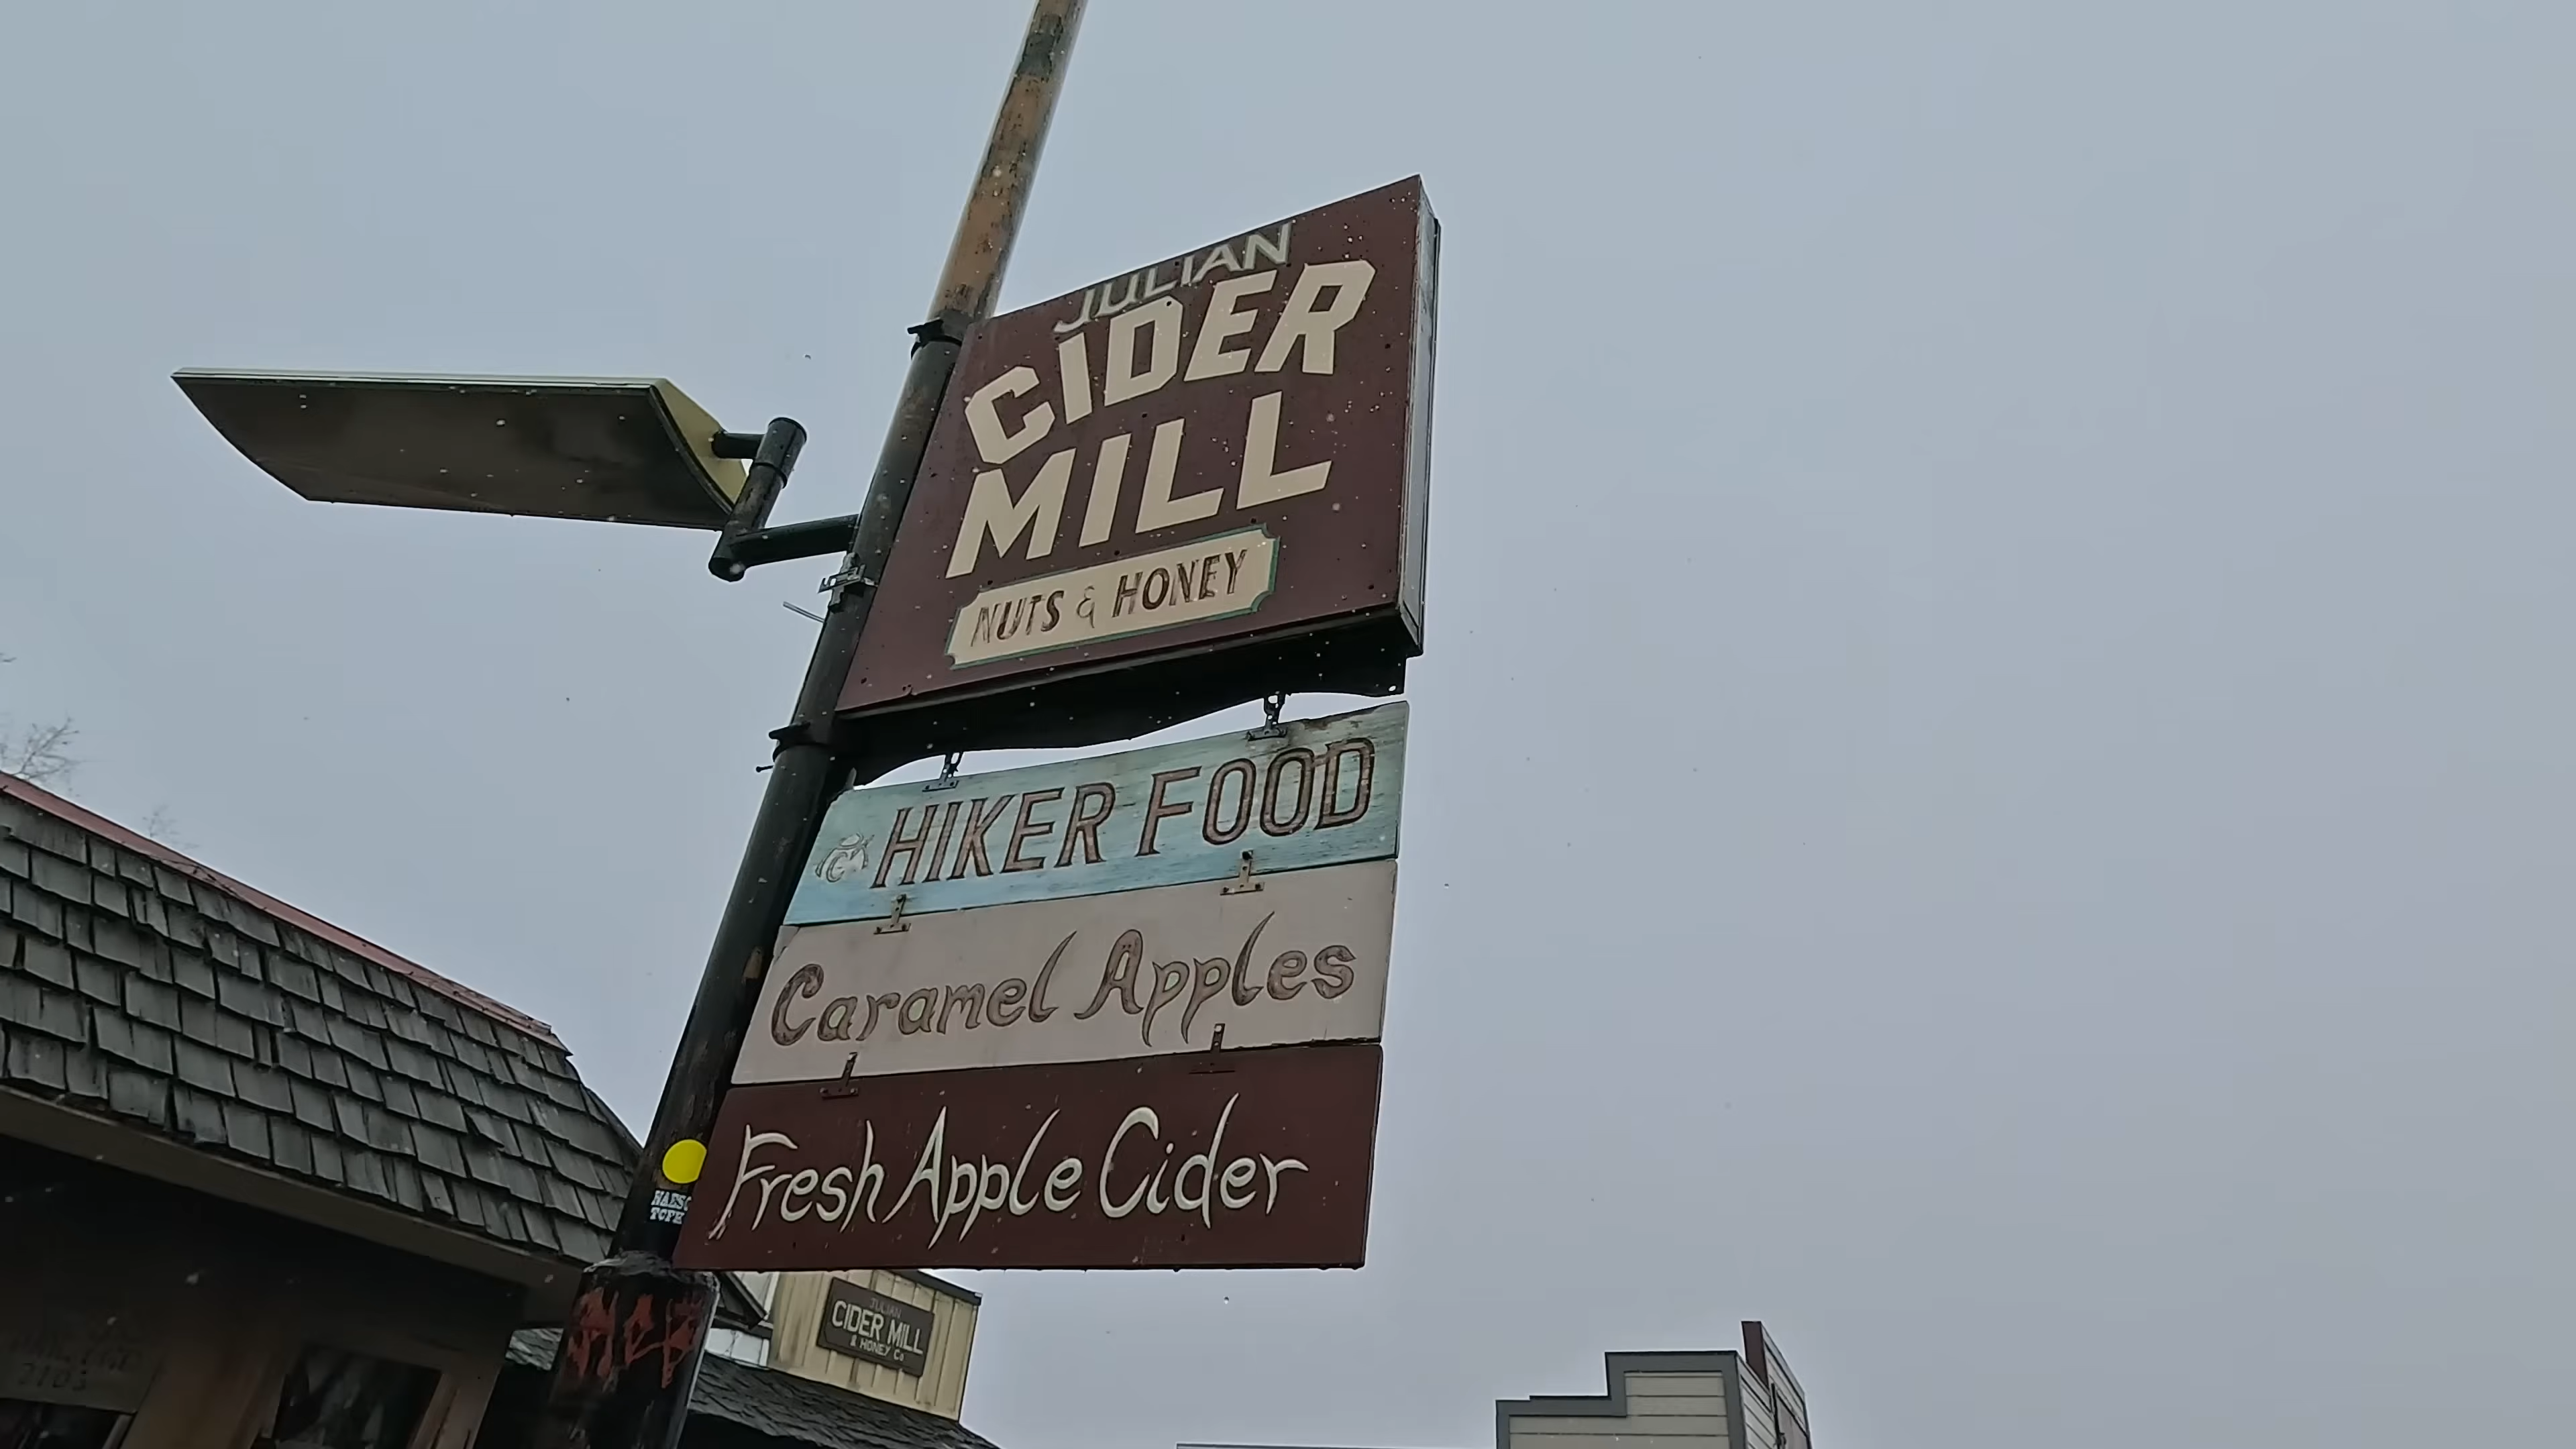 JULIAN
CIDER
MILL
NUTS & HONEY
HIKER FOOD
Caramel Apples
Fresh Apple Cider
JULIAN
CIDER MILL
& HONEY Co